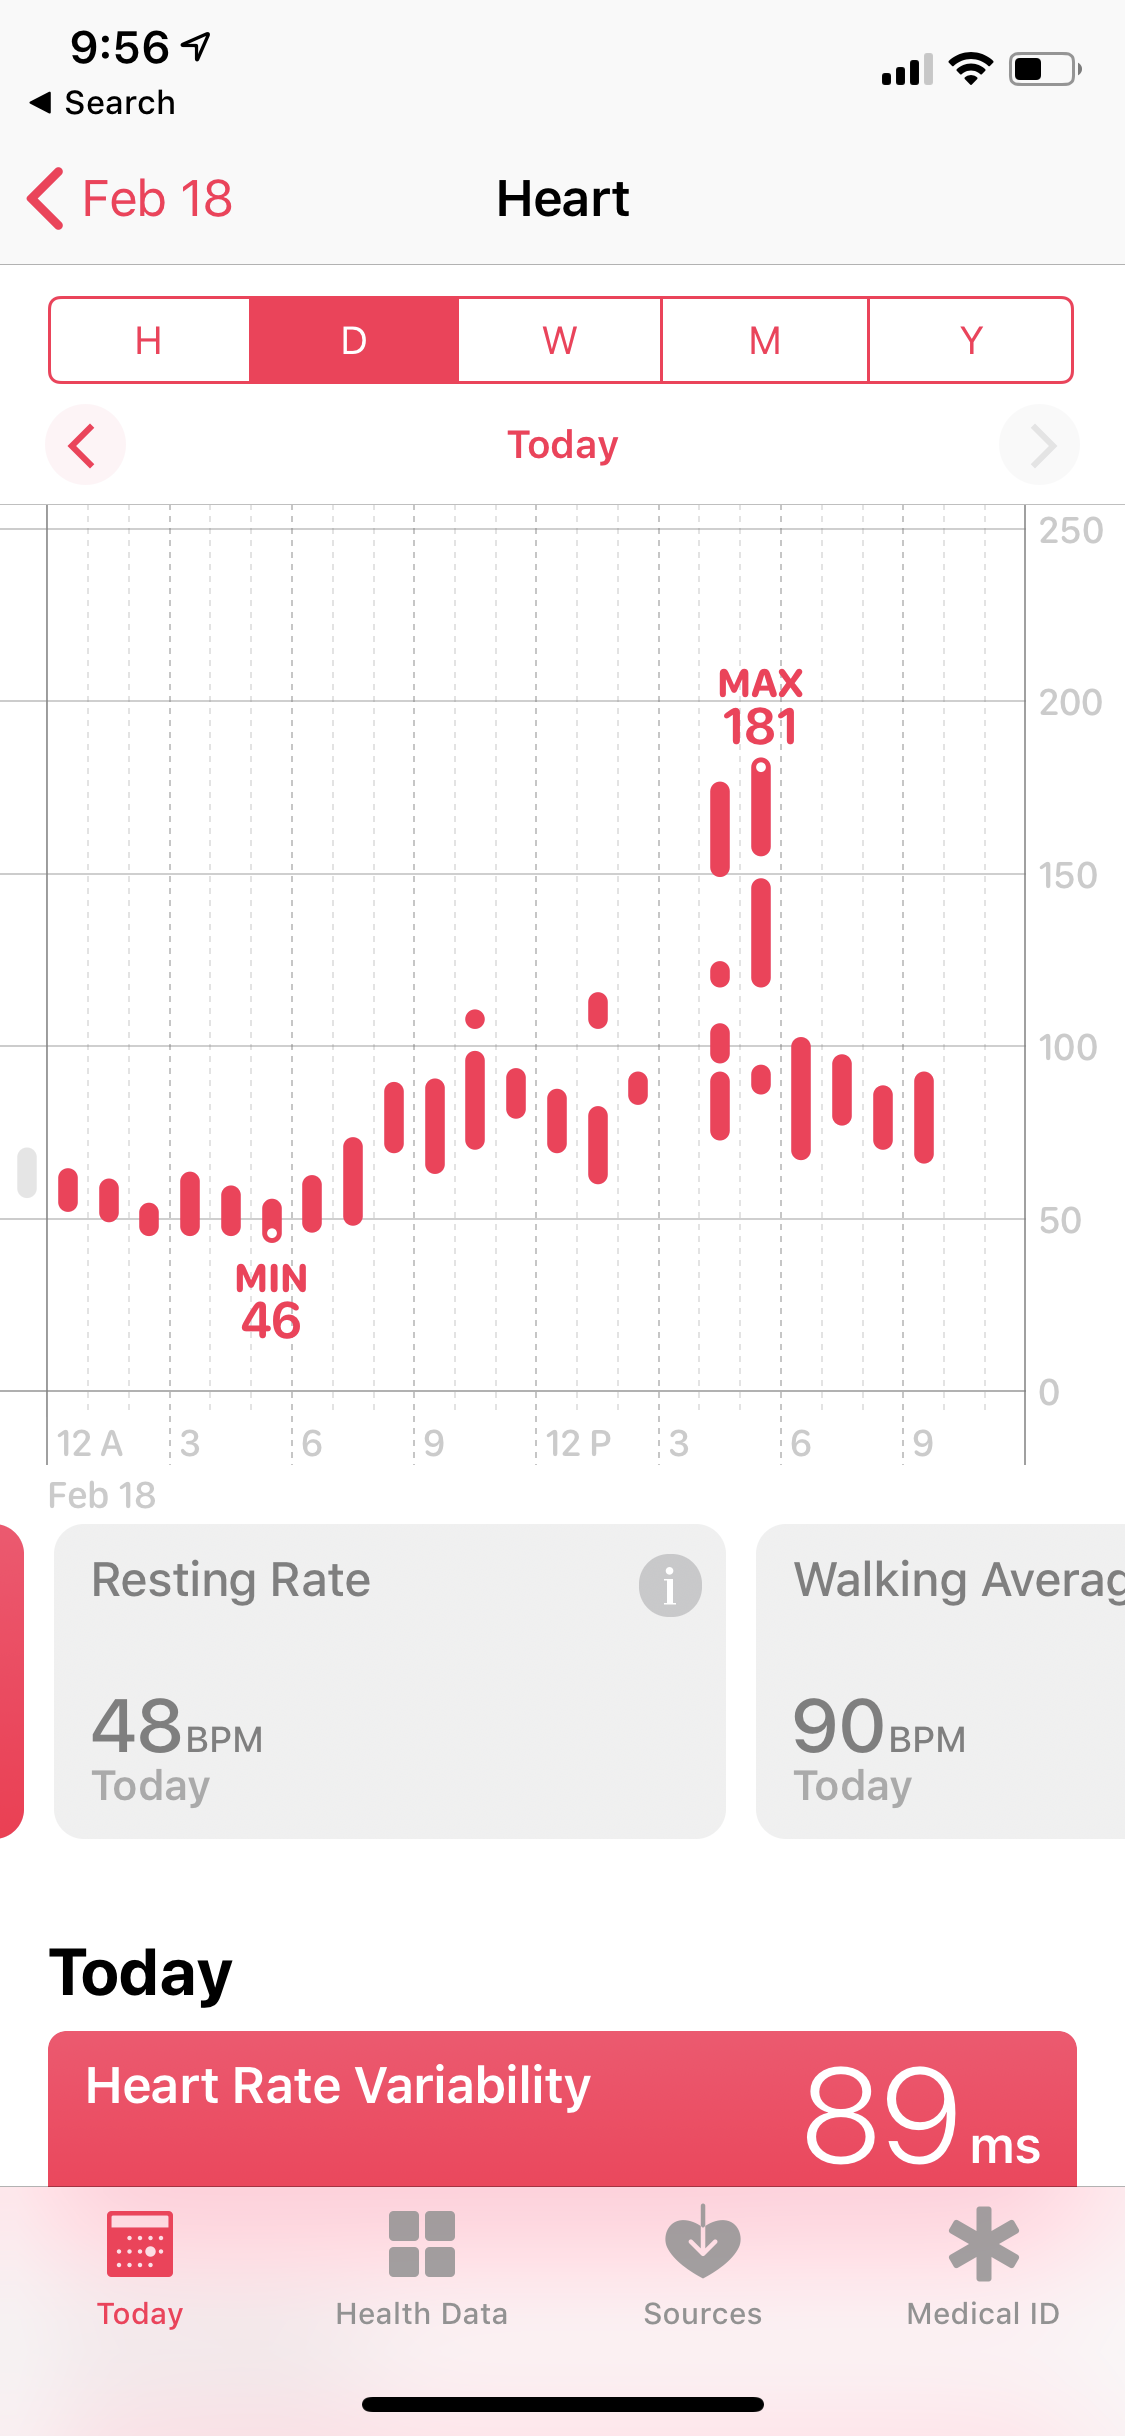 9:56
◀ Search
Feb 18
Heart
H D W M Y
Today
250
200
150
100
50
0
MAX
181
MIN
46
12 A 3 6 9 12 P 3 6 9
Feb 18
Resting Rate
48 BPM
Today
Walking Averag
90 BPM
Today
Today
Heart Rate Variability
89 ms
Today
Health Data
Sources
Medical ID